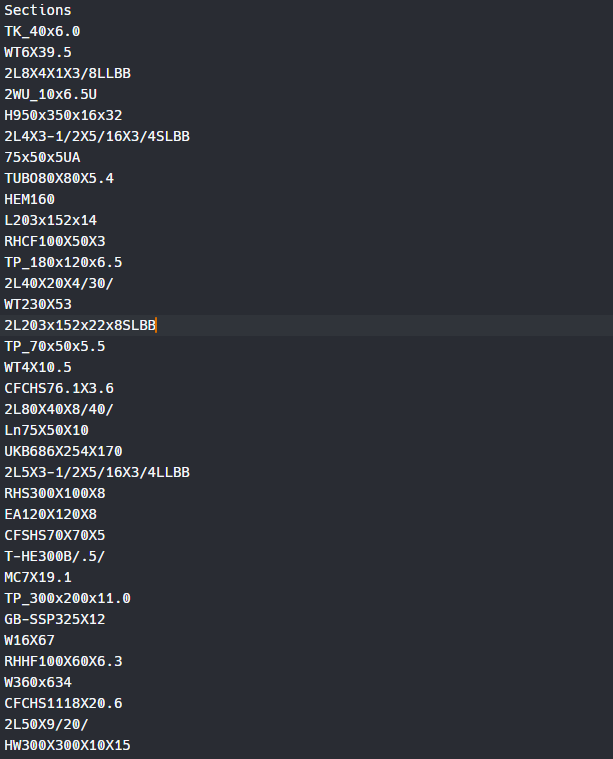 Sections
TK_40x6.0
WT6X39.5
2L8X4X1X3/8LLBB
2WU_10x6.5U
H950x350x16x32
2L4X3-1/2X5/16X3/4SLBB
75x50x5UA
TUBO80X80X5.4
HEM160
L203x152x14
RHCF100X50X3
TP_180x120x6.5
2L40X20X4/30/
WT230X53
2L203x152x22x8SLBB
TP_70x50x5.5
WT4X10.5
CFCHS76.1X3.6
2L80X40X8/40/
Ln75X50X10
UKB686X254X170
2L5X3-1/2X5/16X3/4LLBB
RHS300X100X8
EA120X120X8
CFSHS70X70X5
T-HE300B/.5/
MC7X19.1
TP_300x200x11.0
GB-SSP325X12
W16X67
RHHF100X60X6.3
W360x634
CFCHS1118X20.6
2L50X9/20/
HW300X300X10X15